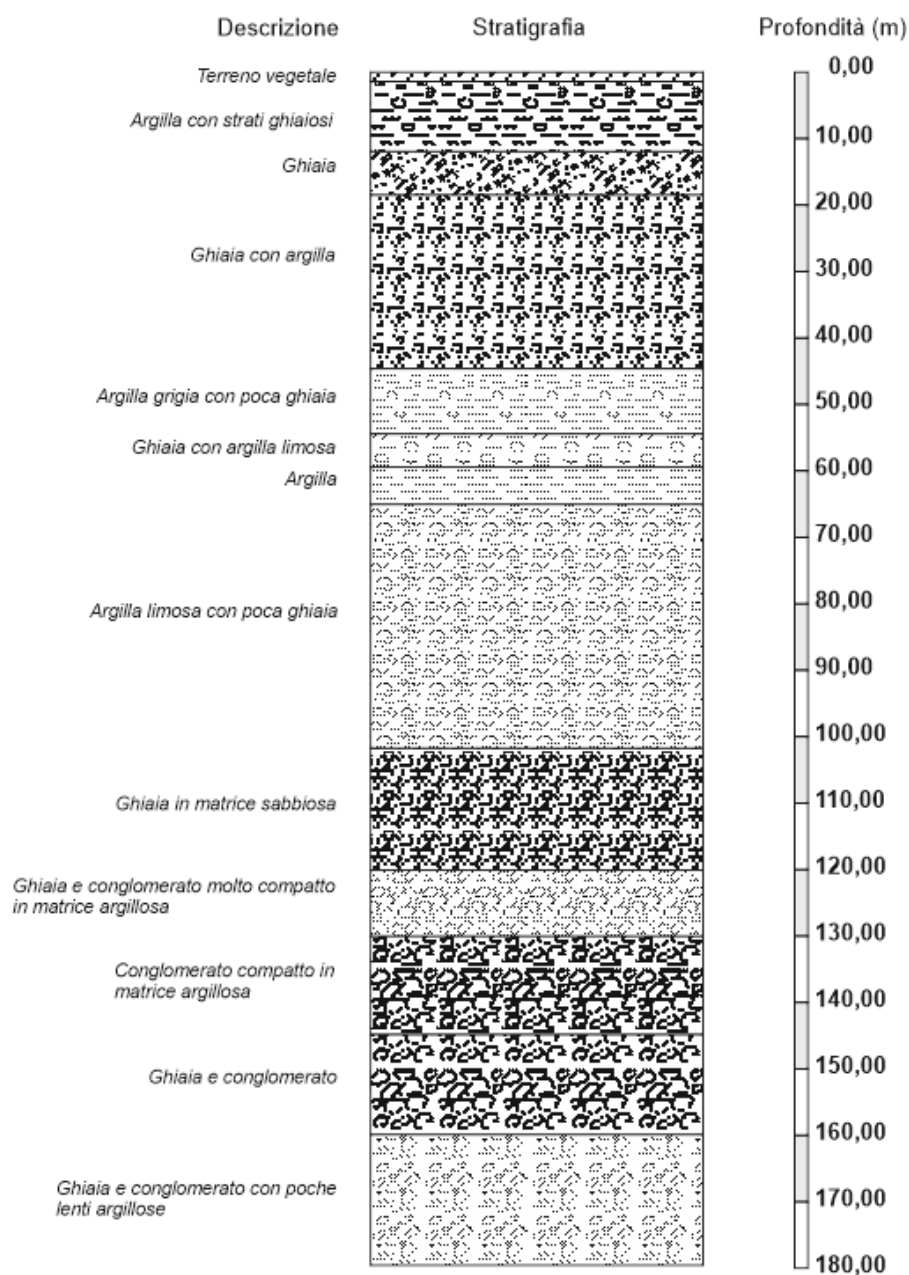 Descrizione Stratigrafia Profondità (m)
0,00
Terreno vegetale
Argilla con strati ghiaiosi
10,00
Ghiaia
20,00
Ghiaia con argilla
30,00
40,00
Argilla grigia con poca ghiaia
50,00
Ghiaia con argilla limosa
60,00
Argilla
70,00
80,00
Argilla limosa con poca ghiaia
90,00
100,00
Ghiaia in matrice sabbiosa
110,00
120,00
Ghiaia e conglomerato molto compatto
in matrice argillosa
130,00
Conglomerato compatto in
matrice argillosa
140,00
150,00
Ghiaia e conglomerato
160,00
Ghiaia e conglomerato con poche
lenti argillose
170,00
180,00